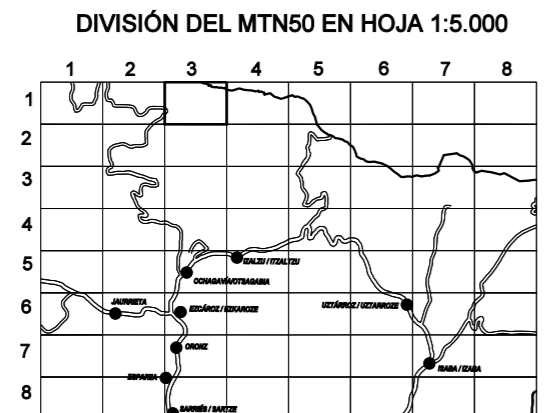 DIVISIÓN DEL MTN50 EN HOJA 1:5.000
1 2 3 4 5 6 7 8
1
2
3
4
5
IZALZU / ITZALTZU
OCHAGAVÍA/OTSAGABIA
6
JAURRIETA
EZCÁROZ / EZKAROZE
UZTÁRROZ / UZTARROZE
7
ORONZ
ISABA / IZABA
ESPARZA
8
SARRIÉS / SARTZE